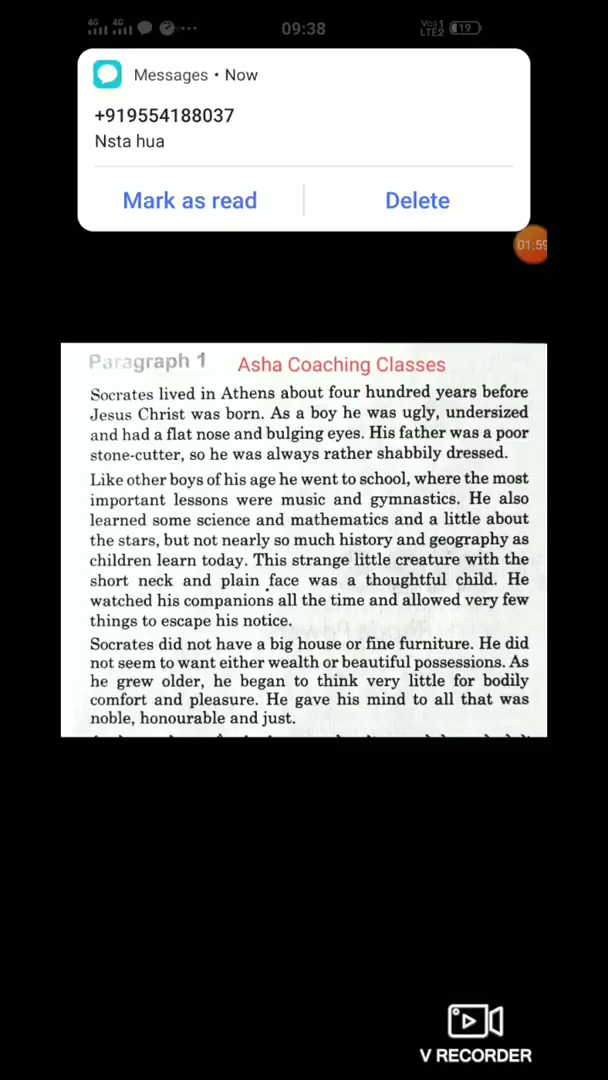 4G 4G 09:38 LTE2 19
Messages • Now
+919554188037
Nsta hua
Mark as read Delete
01:59
Paragraph 1 Asha Coaching Classes
Socrates lived in Athens about four hundred years before
Jesus Christ was born. As a boy he was ugly, undersized
and had a flat nose and bulging eyes. His father was a poor
stone-cutter, so he was always rather shabbily dressed.
Like other boys of his age he went to school, where the most
important lessons were music and gymnastics. He also
learned some science and mathematics and a little about
the stars, but not nearly so much history and geography as
children learn today. This strange little creature with the
short neck and plain face was a thoughtful child. He
watched his companions all the time and allowed very few
things to escape his notice.
Socrates did not have a big house or fine furniture. He did
not seem to want either wealth or beautiful possessions. As
he grew older, he began to think very little for bodily
comfort and pleasure. He gave his mind to all that was
noble, honourable and just.
V RECORDER